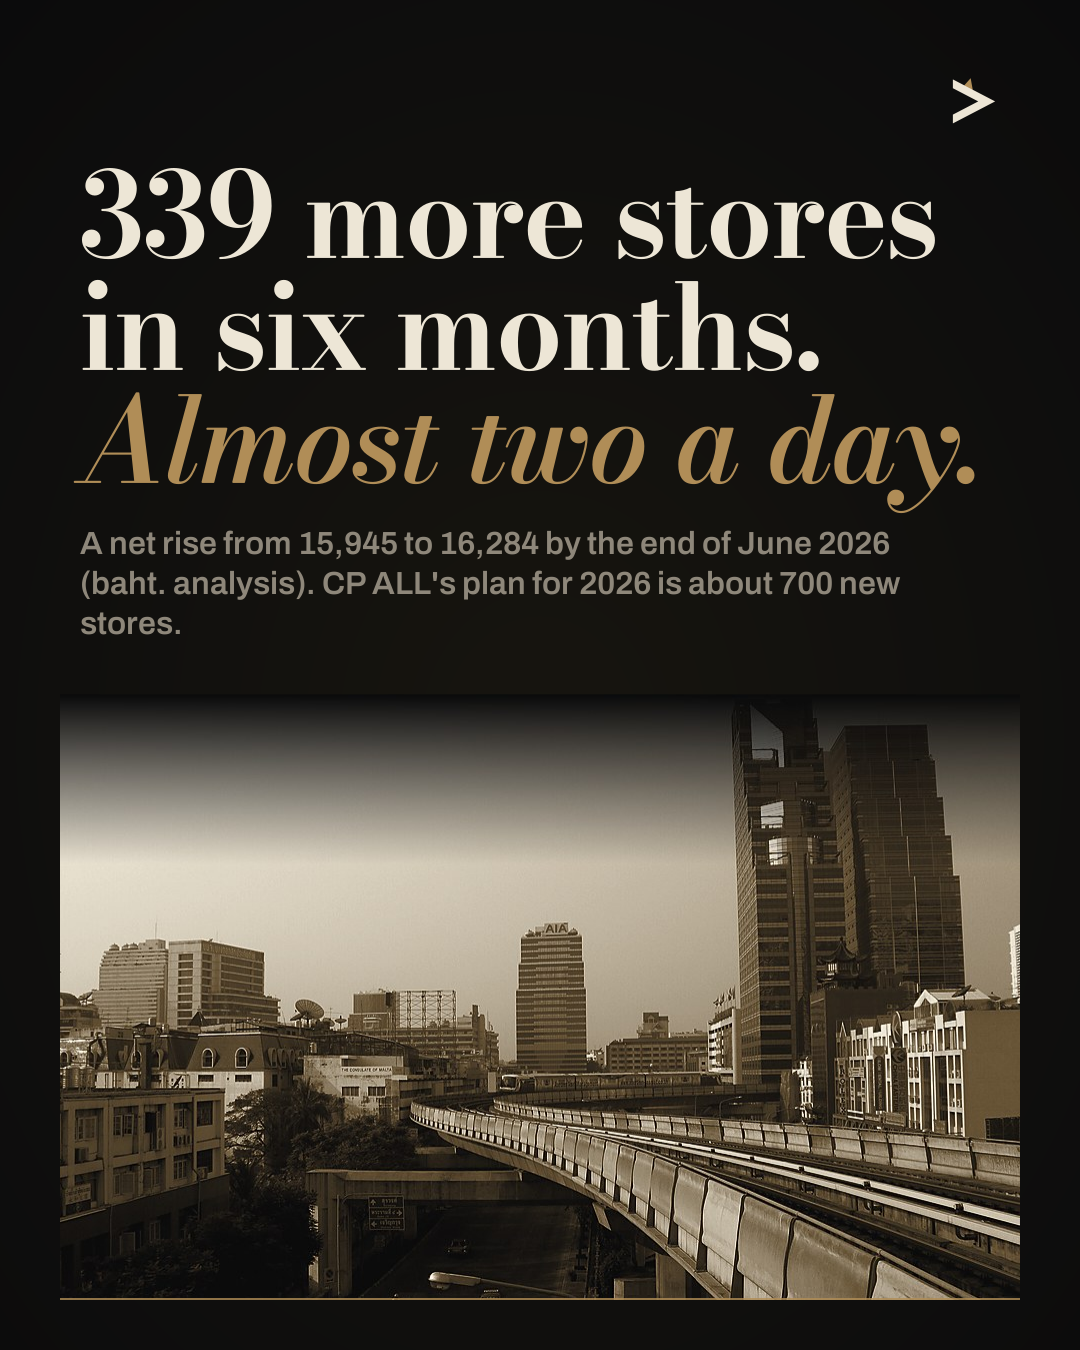 339 more stores
in six months.
Almost two a day.
A net rise from 15,945 to 16,284 by the end of June 2026
(baht. analysis). CP ALL's plan for 2026 is about 700 new
stores.
AIA
THE CONSULATE OF MALTA